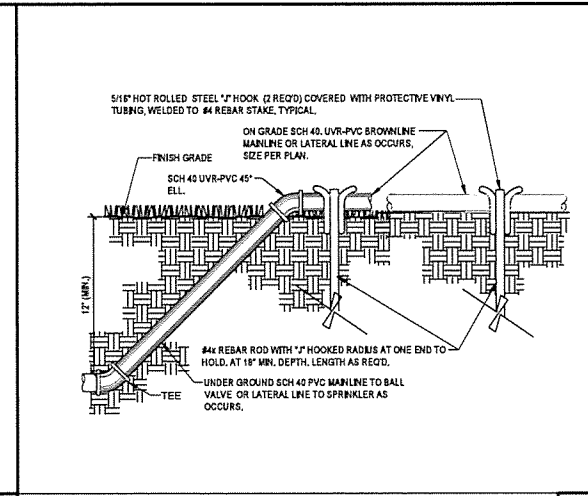 5/16" HOT ROLLED STEEL "J" HOOK (2 REQ'D) COVERED WITH PROTECTIVE VINYL
TUBING, WELDED TO #4 REBAR STAKE, TYPICAL.
ON GRADE SCH 40. UVR-PVC BROWNLINE
MAINLINE OR LATERAL LINE AS OCCURS,
SIZE PER PLAN.
FINISH GRADE
SCH 40 UVR-PVC 45°
ELL.
12" (MIN.)
#4x REBAR ROD WITH "J" HOOKED RADIUS AT ONE END TO
HOLD, AT 18" MIN. DEPTH. LENGTH AS REQ'D.
UNDER GROUND SCH 40 PVC MAINLINE TO BALL
VALVE OR LATERAL LINE TO SPRINKLER AS
OCCURS.
TEE